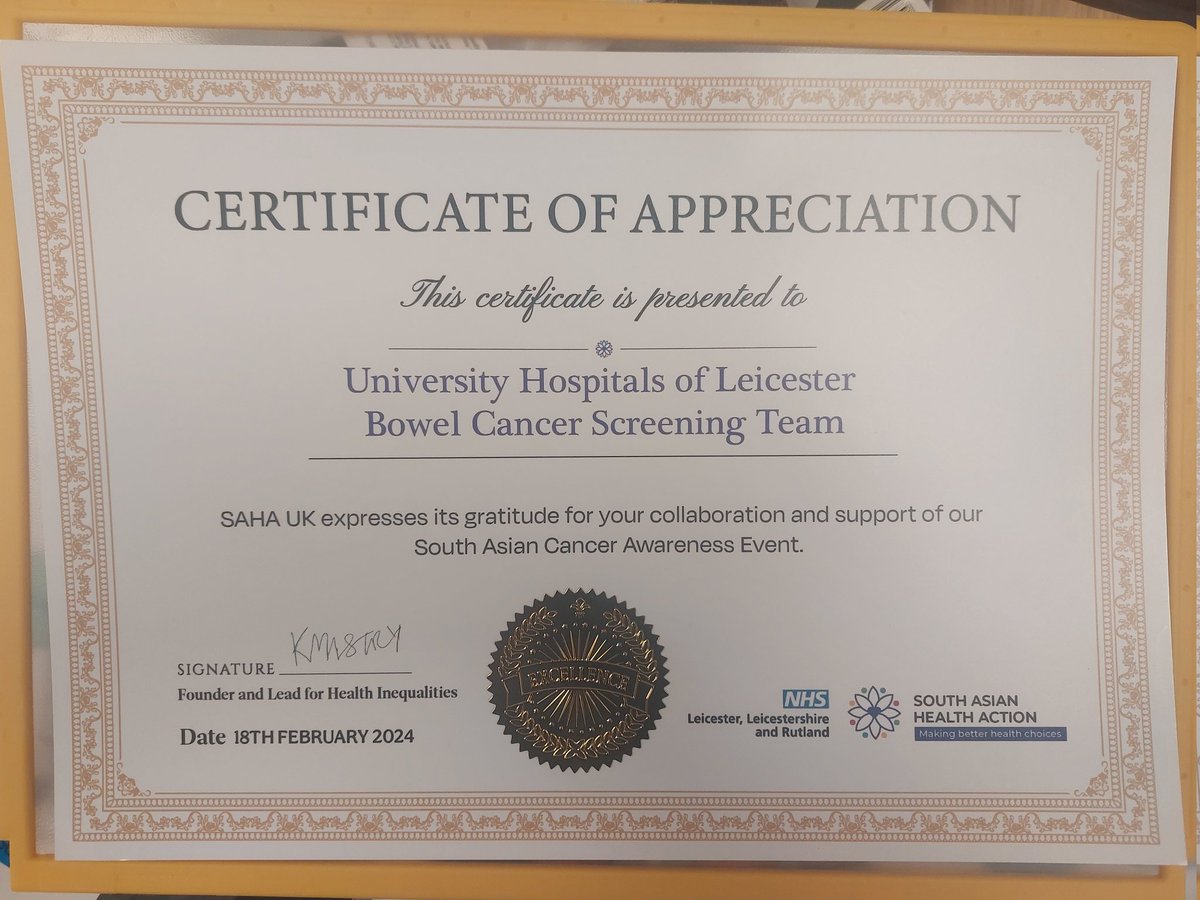 CERTIFICATE OF APPRECIATION
This certificate is presented to
University Hospitals of Leicester
Bowel Cancer Screening Team
SAHA UK expresses its gratitude for your collaboration and support of our
South Asian Cancer Awareness Event.
SIGNATURE KMISTRY
Founder and Lead for Health Inequalities
Date 18TH FEBRUARY 2024
EXCELLENCE
NHS
Leicester, Leicestershire
and Rutland
SOUTH ASIAN
HEALTH ACTION
Making better health choices